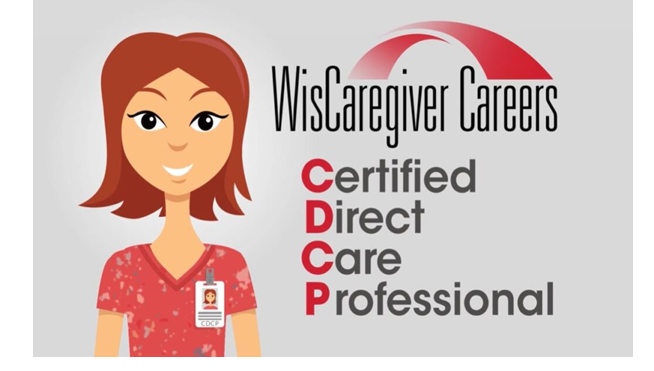 WisCaregiver Careers
Certified
Direct
Care
Professional
CDCP